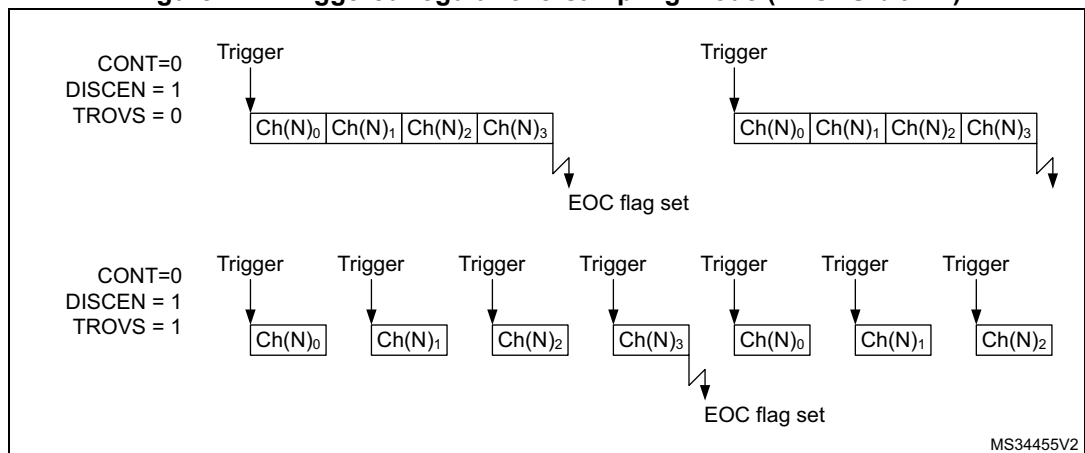 Trigger Trigger
CONT=0
DISCEN = 1
TROVS = 0
Ch(N)₀ Ch(N)₁ Ch(N)₂ Ch(N)₃ Ch(N)₀ Ch(N)₁ Ch(N)₂ Ch(N)₃
EOC flag set
Trigger Trigger Trigger Trigger Trigger Trigger Trigger
CONT=0
DISCEN = 1
TROVS = 1
Ch(N)₀ Ch(N)₁ Ch(N)₂ Ch(N)₃ Ch(N)₀ Ch(N)₁ Ch(N)₂
EOC flag set
MS34455V2